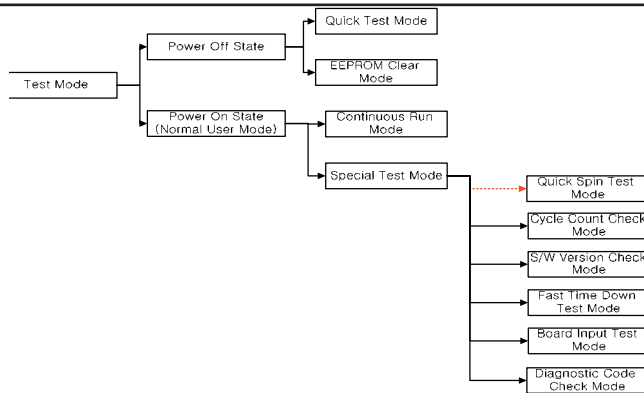 Quick Test Mode
Power Off State
EEPROM Clear
Mode
Test Mode
Power On State
(Normal User Mode)
Continuous Run
Mode
Special Test Mode
Quick Spin Test
Mode
Cycle Count Check
Mode
S/W Version Check
Mode
Fast Time Down
Test Mode
Board Input Test
Mode
Diagnostic Code
Check Mode